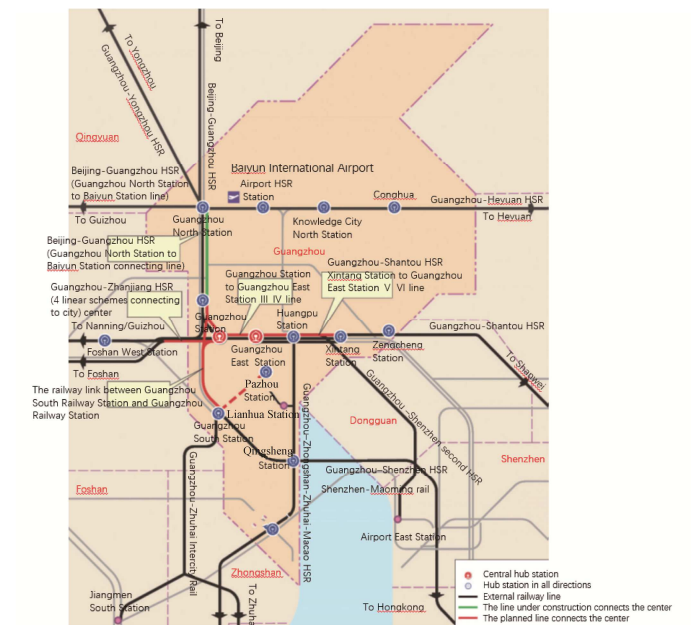 To Beijing
To Yongzhou
Guangzhou-Yongzhou HSR
Beijing-Guangzhou HSR
Qingyuan
Beijing-Guangzhou HSR
(Guangzhou North Station
to Baiyun Station line)
Baiyun International Airport
Airport HSR
Station
Conghua
Guangzhou-Heyuan HSR
To Heyuan
To Guizhou
Guangzhou
North Station
Knowledge City
North Station
Guangzhou
Beijing-Guangzhou HSR
(Guangzhou North Station to
Baiyun Station connecting line)
Guangzhou-Zhanjiang HSR
(4 linear schemes connecting
to city) center
Guangzhou Station
to Guangzhou East
Station III IV line
Guangzhou-Shantou HSR
Xintang Station to Guangzhou
East Station V VI line
Huangpu
Station
Guangzhou
Station
To Nanning/Guizhou
Foshan West Station
To Foshan
Guangzhou
East Station
Xintang
Station
Zengcheng
Station
Guangzhou-Shantou HSR
To Shanwei
Pazhou
Station
The railway link between Guangzhou
South Railway Station and Guangzhou
Railway Station
Lianhua Station
Guangzhou
South Station
Guangzhou-Shenzhen second HSR
Dongguan
Qingsheng
Station
Guangzhou-Zhongshan-Zhuhai-Macao HSR
Guangzhou-Shenzhen HSR
Shenzhen
Shenzhen-Maoming rail
Foshan
Guangzhou-Zhuhai Intercity Rail
Airport East Station
Zhongshan
Jiangmen
South Station
To Zhuha
To Hongkong
Central hub station
Hub station in all directions
External railway line
The line under construction connects the center
The planned line connects the center